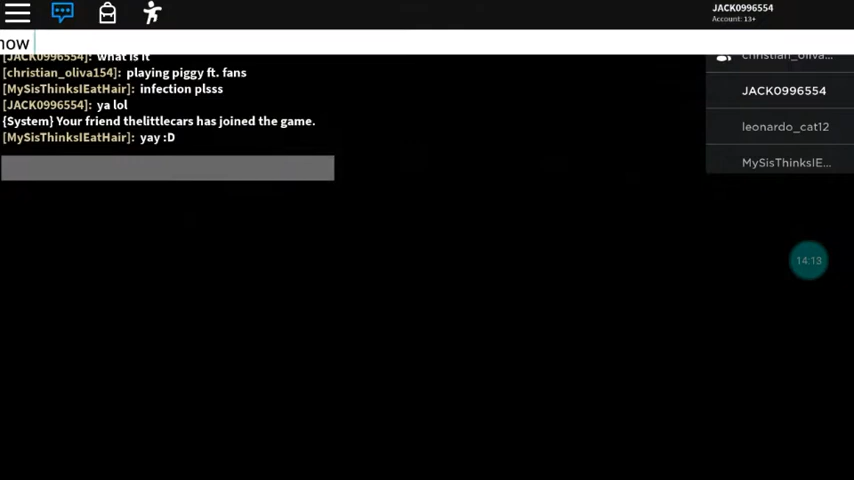 JACK0996554
Account: 13+
now
[JACK0996554]: what is it
[christian_oliva154]: playing piggy ft. fans
[MySisThinksIEatHair]: infection plsss
[JACK0996554]: ya lol
{System} Your friend thelittlecars has joined the game.
[MySisThinksIEatHair]: yay :D
christian_oliva...
JACK0996554
leonardo_cat12
MySisThinksIE...
14:13